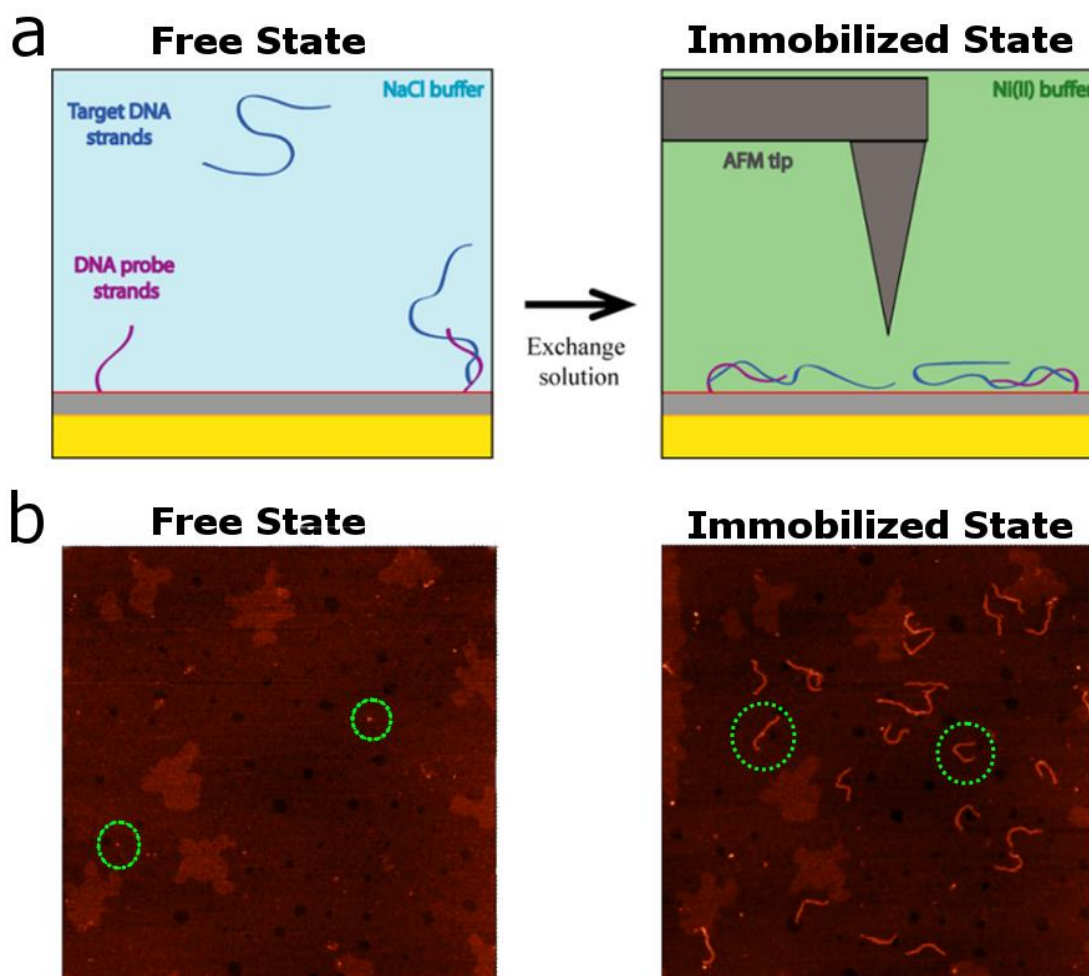 a
Free State
Immobilized State
NaCl buffer
Target DNA
strands
DNA probe
strands
Exchange
solution
Ni(II) buffer
AFM tip
b
Free State
Immobilized State